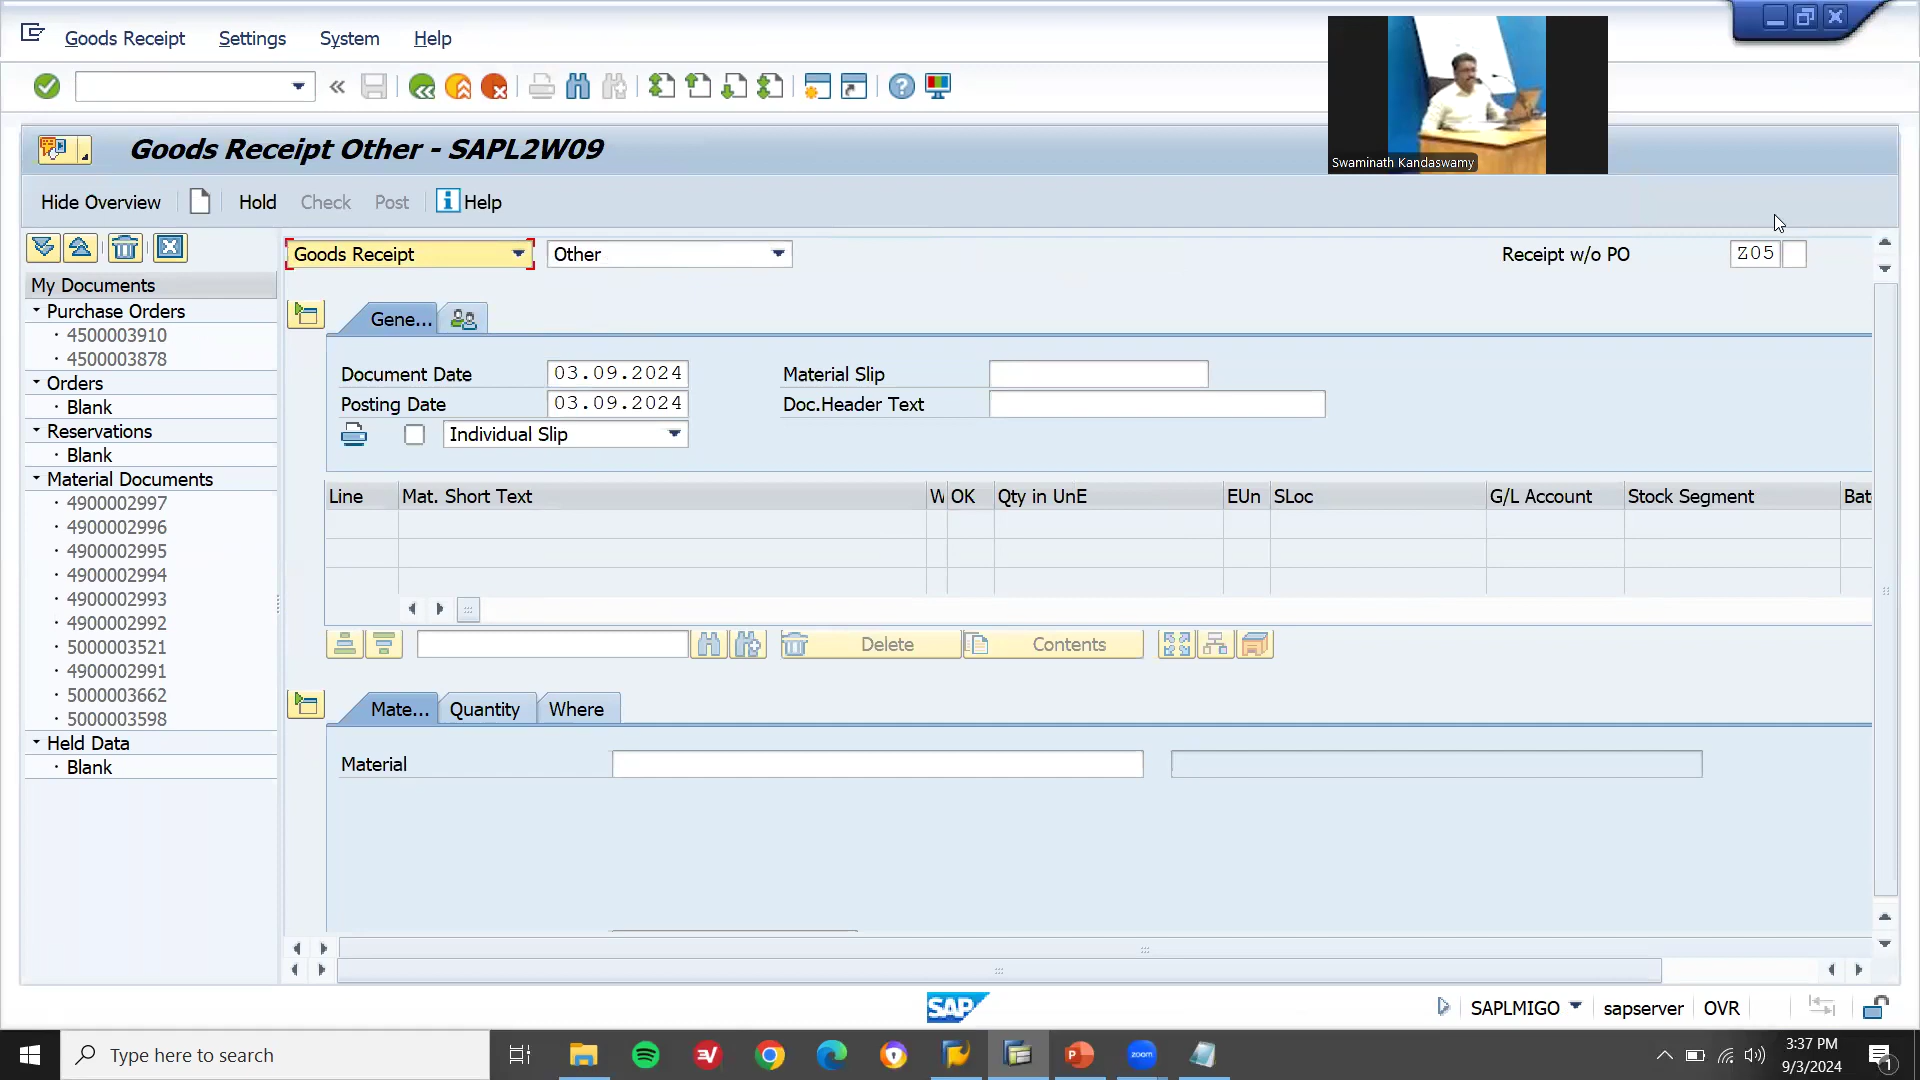 Goods Receipt Settings System Help
Swaminath Kandaswamy
Goods Receipt Other - SAPL2W09
Hide Overview Hold Check Post Help
Goods Receipt Other Receipt w/o PO Z05
My Documents
Purchase Orders
4500003910
4500003878
Orders
Blank
Reservations
Blank
Material Documents
4900002997
4900002996
4900002995
4900002994
4900002993
4900002992
5000003521
4900002991
5000003662
5000003598
Held Data
Blank
Gene...
Document Date 03.09.2024 Material Slip
Posting Date 03.09.2024 Doc.Header Text
Individual Slip
Line Mat. Short Text W OK Qty in UnE EUn SLoc G/L Account Stock Segment Bat
Delete Contents
Mate... Quantity Where
Material
SAP SAPLMIGO sapserver OVR
Type here to search
EV
P
zoom
3:37 PM
9/3/2024
1